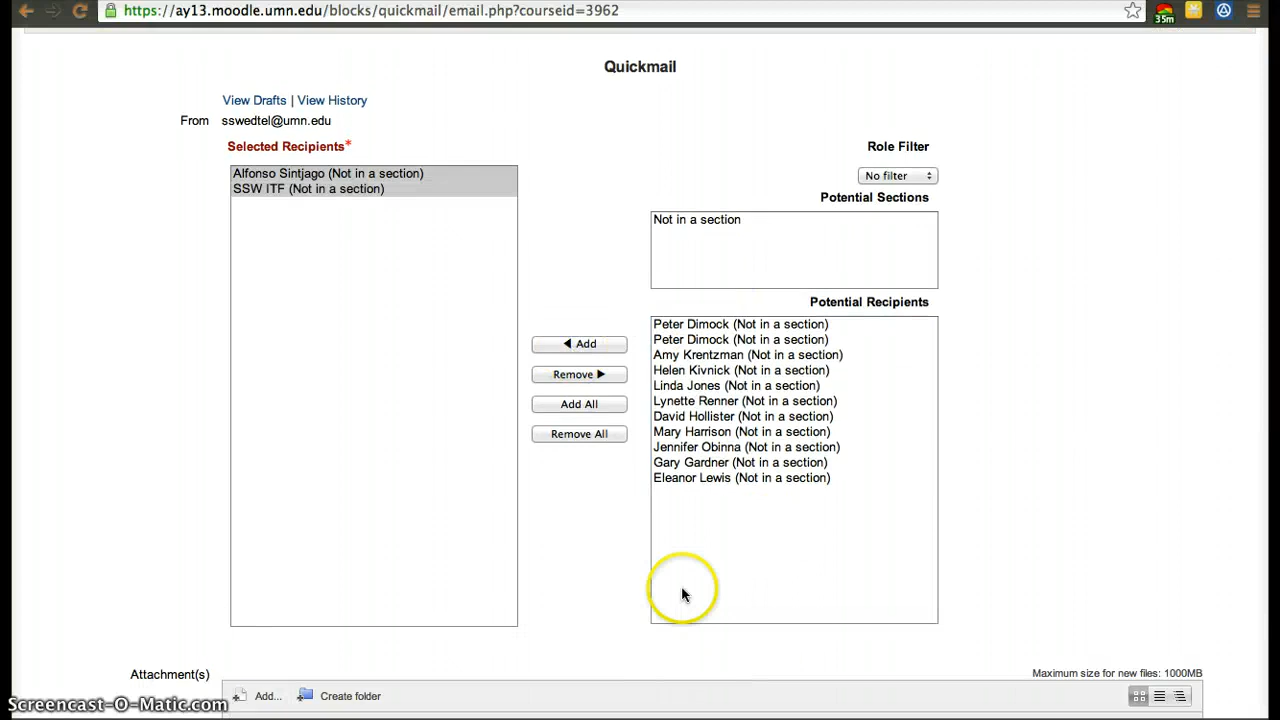 https://ay13.moodle.umn.edu/blocks/quickmail/email.php?courseid=3962
35m
Quickmail
View Drafts | View History
From sswedtel@umn.edu
Selected Recipients*
Role Filter
Alfonso Sintjago (Not in a section)
SSW ITF (Not in a section)
No filter
Potential Sections
Not in a section
Potential Recipients
Peter Dimock (Not in a section)
Peter Dimock (Not in a section)
Amy Krentzman (Not in a section)
Helen Kivnick (Not in a section)
Linda Jones (Not in a section)
Lynette Renner (Not in a section)
David Hollister (Not in a section)
Mary Harrison (Not in a section)
Jennifer Obinna (Not in a section)
Gary Gardner (Not in a section)
Eleanor Lewis (Not in a section)
Add
Remove
Add All
Remove All
Attachment(s)
Maximum size for new files: 1000MB
Add... Create folder
Screencast-O-Matic.com